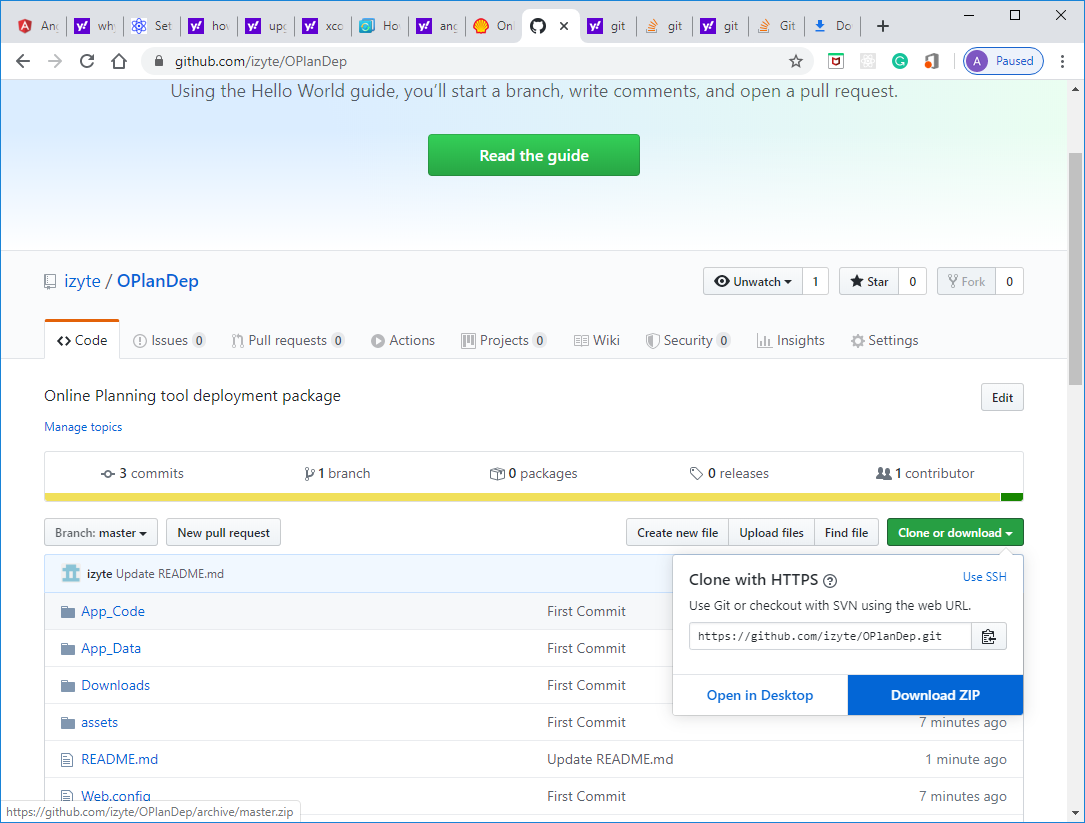 Ang
why
Set
how
upg
xco
Ho
ang
Onl
git
git
git
Git
Do
github.com/izyte/OPlanDep
A
Paused
Using the Hello World guide, you’ll start a branch, write comments, and open a pull request.
Read the guide
izyte / OPlanDep
Unwatch 1
Star 0
Fork 0
Code
Issues 0
Pull requests 0
Actions
Projects 0
Wiki
Security 0
Insights
Settings
Online Planning tool deployment package
Edit
Manage topics
3 commits
1 branch
0 packages
0 releases
1 contributor
Branch: master
New pull request
Create new file
Upload files
Find file
Clone or download
izyte Update README.md
Clone with HTTPS ?
Use SSH
Use Git or checkout with SVN using the web URL.
https://github.com/izyte/OPlanDep.git
Open in Desktop
Download ZIP
App_Code First Commit
App_Data First Commit
Downloads First Commit
assets First Commit 7 minutes ago
README.md Update README.md 1 minute ago
Web.config First Commit 7 minutes ago
https://github.com/izyte/OPlanDep/archive/master.zip